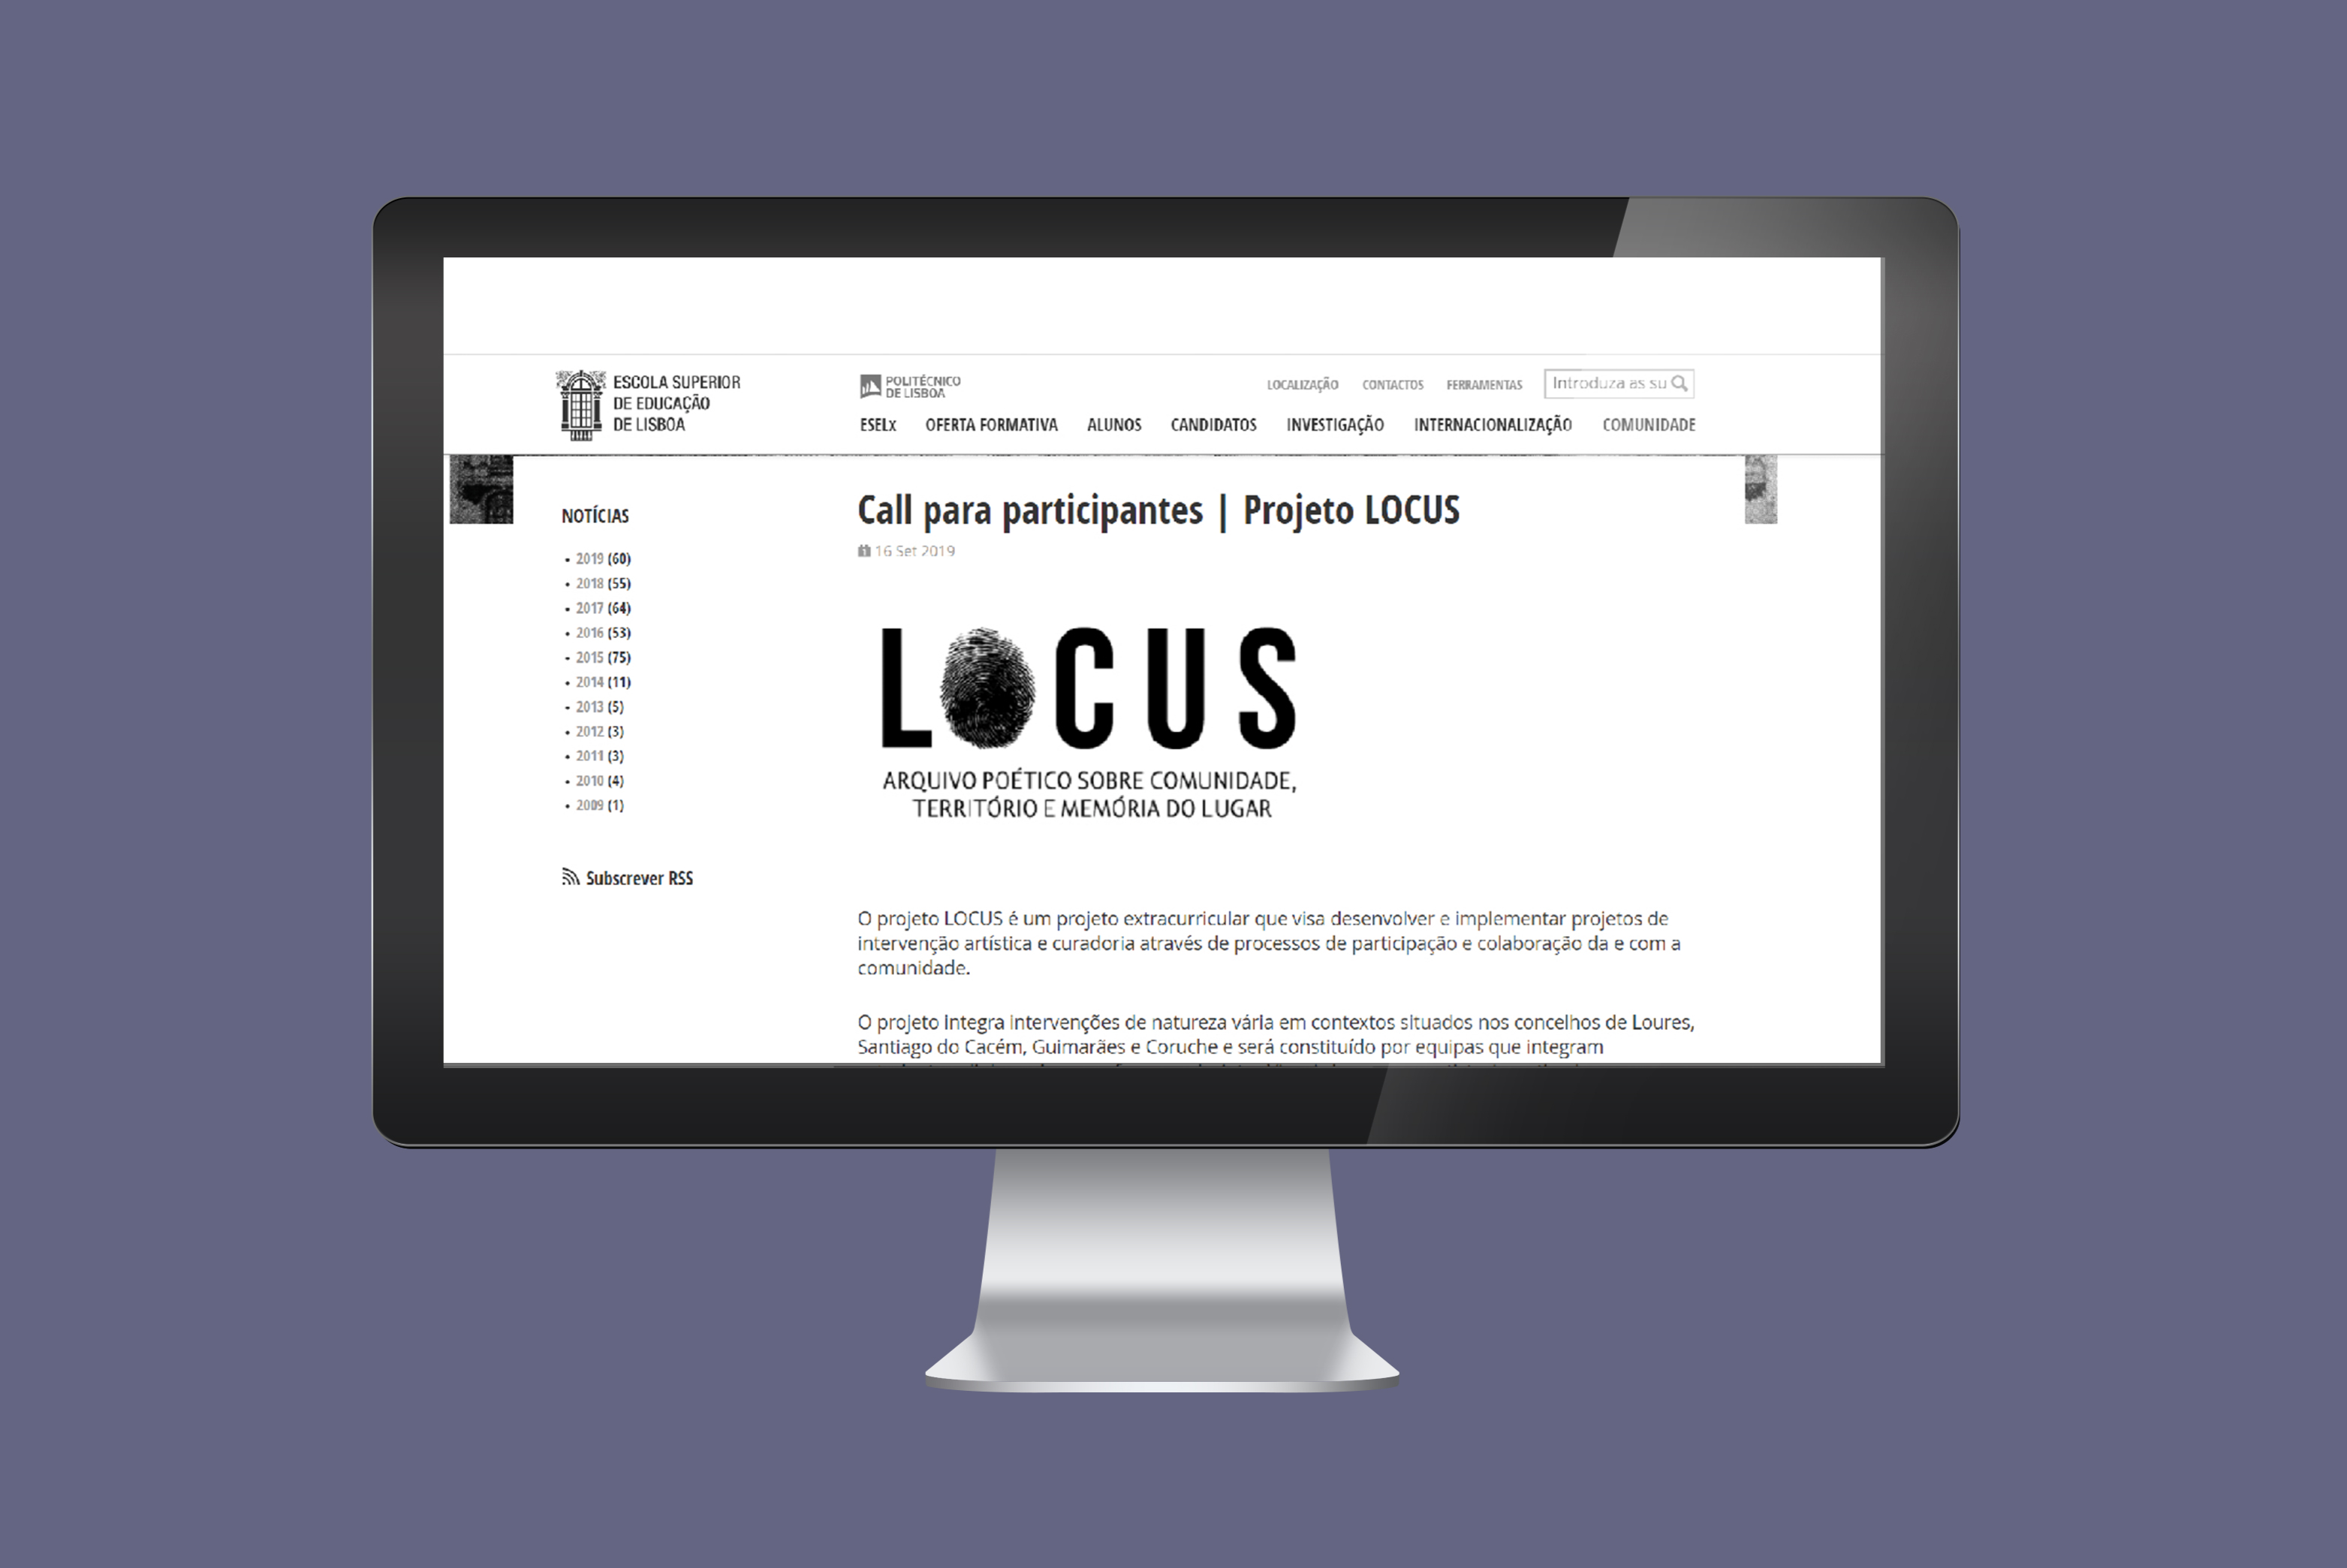 ESCOLA SUPERIOR
DE EDUCAÇÃO
DE LISBOA
POLITÉCNICO
DE LISBOA
LOCALIZAÇÃO CONTACTOS FERRAMENTAS Introduza as su
ESELx OFERTA FORMATIVA ALUNOS CANDIDATOS INVESTIGAÇÃO INTERNACIONALIZAÇÃO COMUNIDADE
NOTÍCIAS
2019 (60)
2018 (55)
2017 (64)
2016 (53)
2015 (75)
2014 (11)
2013 (5)
2012 (3)
2011 (3)
2010 (4)
2009 (1)
Subscrever RSS
Call para participantes | Projeto LOCUS
16 Set 2019
LOCUS
ARQUIVO POÉTICO SOBRE COMUNIDADE,
TERRITÓRIO E MEMÓRIA DO LUGAR
O projeto LOCUS é um projeto extracurricular que visa desenvolver e implementar projetos de
intervenção artística e curadoria através de processos de participação e colaboração da e com a
comunidade.
O projeto integra intervenções de natureza vária em contextos situados nos concelhos de Loures,
Santiago do Cacém, Guimarães e Coruche e será constituído por equipas que integram